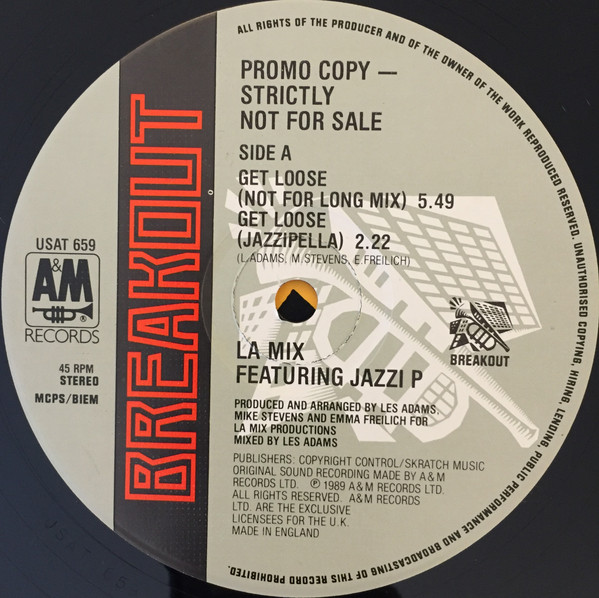 ALL RIGHTS OF THE PRODUCER AND OF THE OWNER OF THE WORK REPRODUCED RESERVED. UNAUTHORISED COPYING, HIRING, LENDING, PUBLIC PERFORMANCE AND BROADCASTING OF THIS RECORD PROHIBITED.
PROMO COPY —
STRICTLY
NOT FOR SALE
SIDE A
GET LOOSE
(NOT FOR LONG MIX) 5.49
GET LOOSE
(JAZZIPELLA) 2.22
(L. ADAMS, M. STEVENS, E. FREILICH)
BREAKOUT
USAT 659
A&M
®
RECORDS
45 RPM
STEREO
MCPS/BIEM
BREAKOUT
LA MIX
FEATURING JAZZI P
PRODUCED AND ARRANGED BY LES ADAMS,
MIKE STEVENS AND EMMA FREILICH FOR
LA MIX PRODUCTIONS
MIXED BY LES ADAMS
PUBLISHERS: COPYRIGHT CONTROL/SKRATCH MUSIC
ORIGINAL SOUND RECORDING MADE BY A & M
RECORDS LTD. ℗ 1989 A & M RECORDS LTD.
ALL RIGHTS RESERVED. A&M RECORDS
LTD. ARE THE EXCLUSIVE
LICENSEES FOR THE U.K.
MADE IN ENGLAND